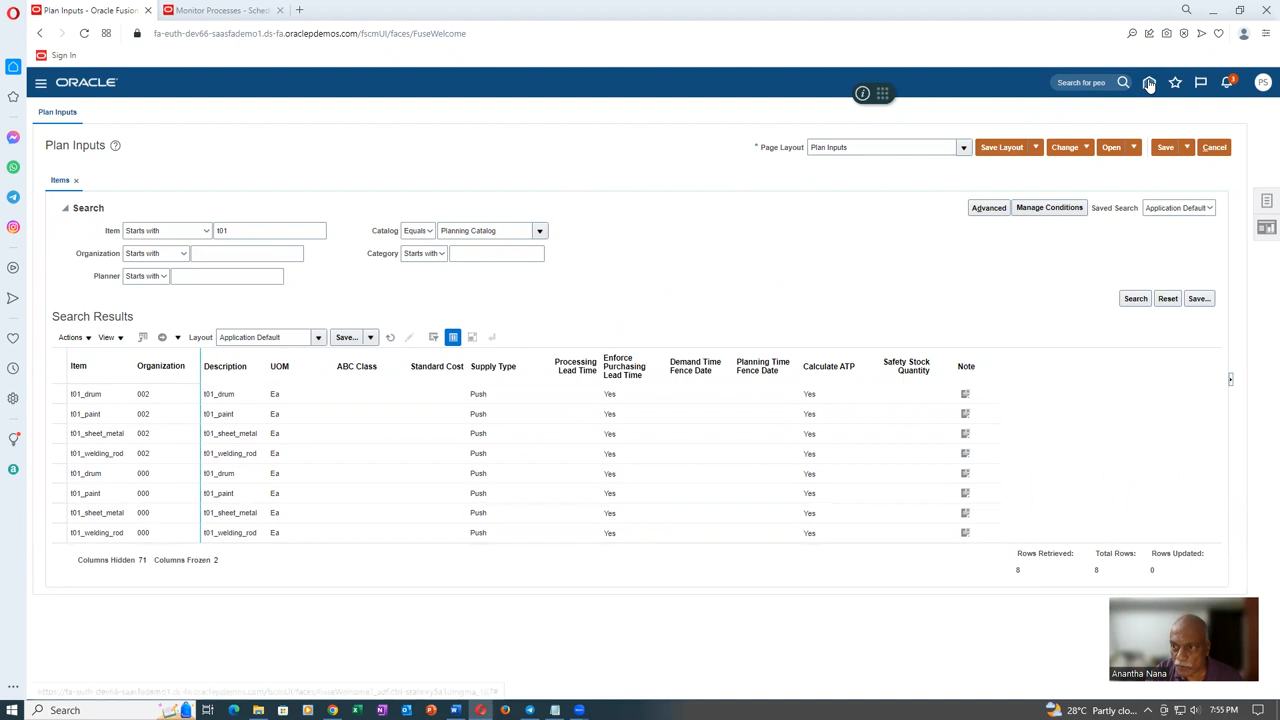 Plan Inputs - Oracle Fusion
Monitor Processes - Sched
fa-euth-dev66-saasfademo1.ds-fa.oraclepdemos.com/fscmUI/faces/FuseWelcome
Sign In
ORACLE
Search for peo
3
PS
Plan Inputs
Plan Inputs
* Page Layout Plan Inputs Save Layout Change Open Save Cancel
Items
Search
Advanced Manage Conditions Saved Search Application Default
Item Starts with t01 Catalog Equals Planning Catalog
Organization Starts with Category Starts with
Planner Starts with
Search Reset Save...
Search Results
Actions View Layout Application Default Save...
Item Organization Description UOM ABC Class Standard Cost Supply Type Processing Lead Time Enforce Purchasing Lead Time Demand Time Fence Date Planning Time Fence Date Calculate ATP Safety Stock Quantity Note
t01_drum 002 t01_drum Ea Push Yes Yes
t01_paint 002 t01_paint Ea Push Yes Yes
t01_sheet_metal 002 t01_sheet_metal Ea Push Yes Yes
t01_welding_rod 002 t01_welding_rod Ea Push Yes Yes
t01_drum 000 t01_drum Ea Push Yes Yes
t01_paint 000 t01_paint Ea Push Yes Yes
t01_sheet_metal 000 t01_sheet_metal Ea Push Yes Yes
t01_welding_rod 000 t01_welding_rod Ea Push Yes Yes
Columns Hidden 71 Columns Frozen 2
Rows Retrieved: Total Rows: Rows Updated:
8 8 0
Anantha Nana
Search
28°C Partly clo...
7:55 PM